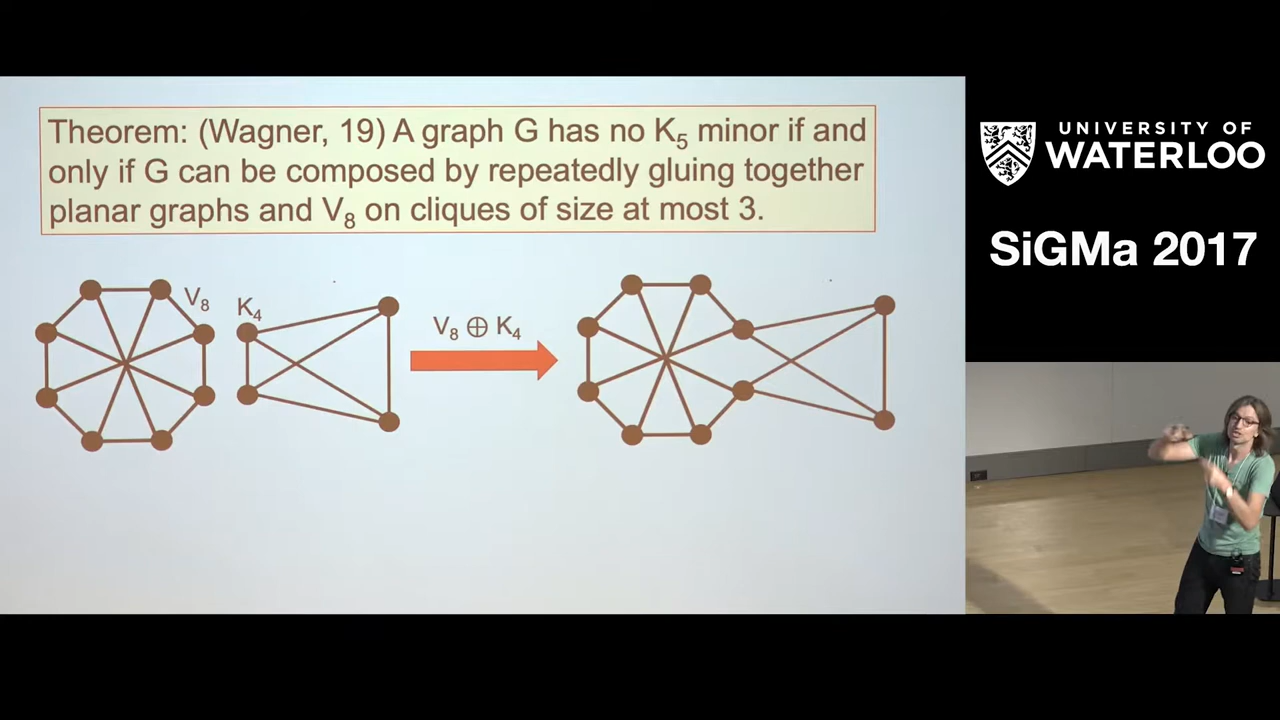 Theorem: (Wagner, 19) A graph G has no K₅ minor if and
only if G can be composed by repeatedly gluing together
planar graphs and V₈ on cliques of size at most 3.
V₈
K₄
V₈ ⊕ K₄
UNIVERSITY OF
WATERLOO
SiGMa 2017